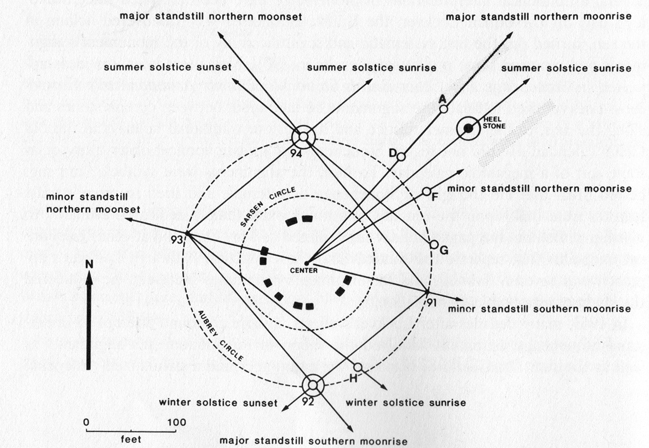 major standstill northern moonset
major standstill northern moonrise
summer solstice sunset
summer solstice sunrise
summer solstice sunrise
A
HEEL
STONE
94
D
minor standstill northern moonrise
SARSEN CIRCLE
F
minor standstill
northern moonset
93
G
CENTER
N
91
minor standstill southern moonrise
AUBREY CIRCLE
H
92
winter solstice sunset
winter solstice sunrise
0
100
feet
major standstill southern moonrise